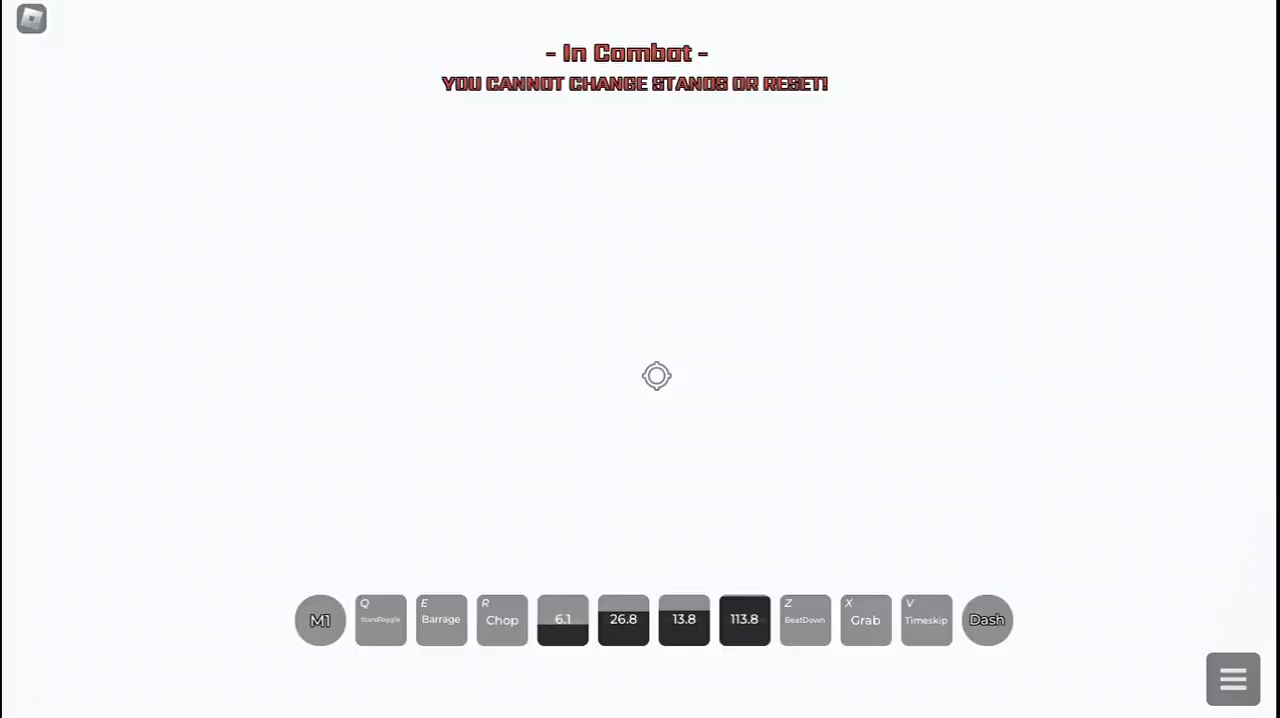 - In Combat -
YOU CANNOT CHANGE STANDS OR RESET!
M1
Q
StandToggle
E
Barrage
R
Chop
6.1
26.8
13.8
113.8
Z
BeatDown
X
Grab
V
Timeskip
Dash